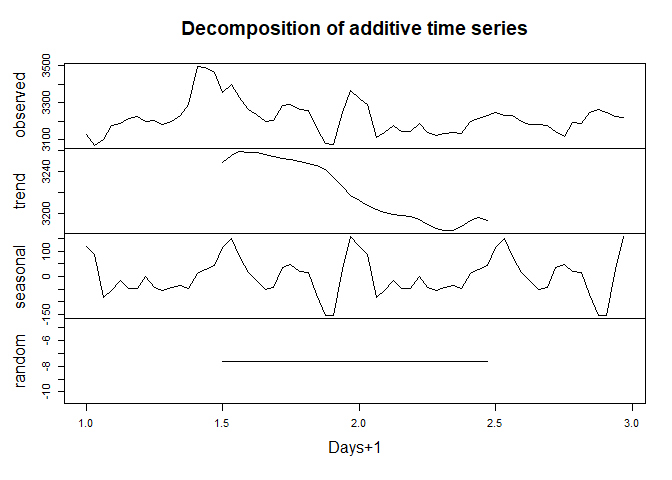 Decomposition of additive time series
observed
3100 3300 3500
trend
3200 3240
seasonal
-150 0 100
random
-10 -8 -6 -4
1.0 1.5 2.0 2.5 3.0
Days+1